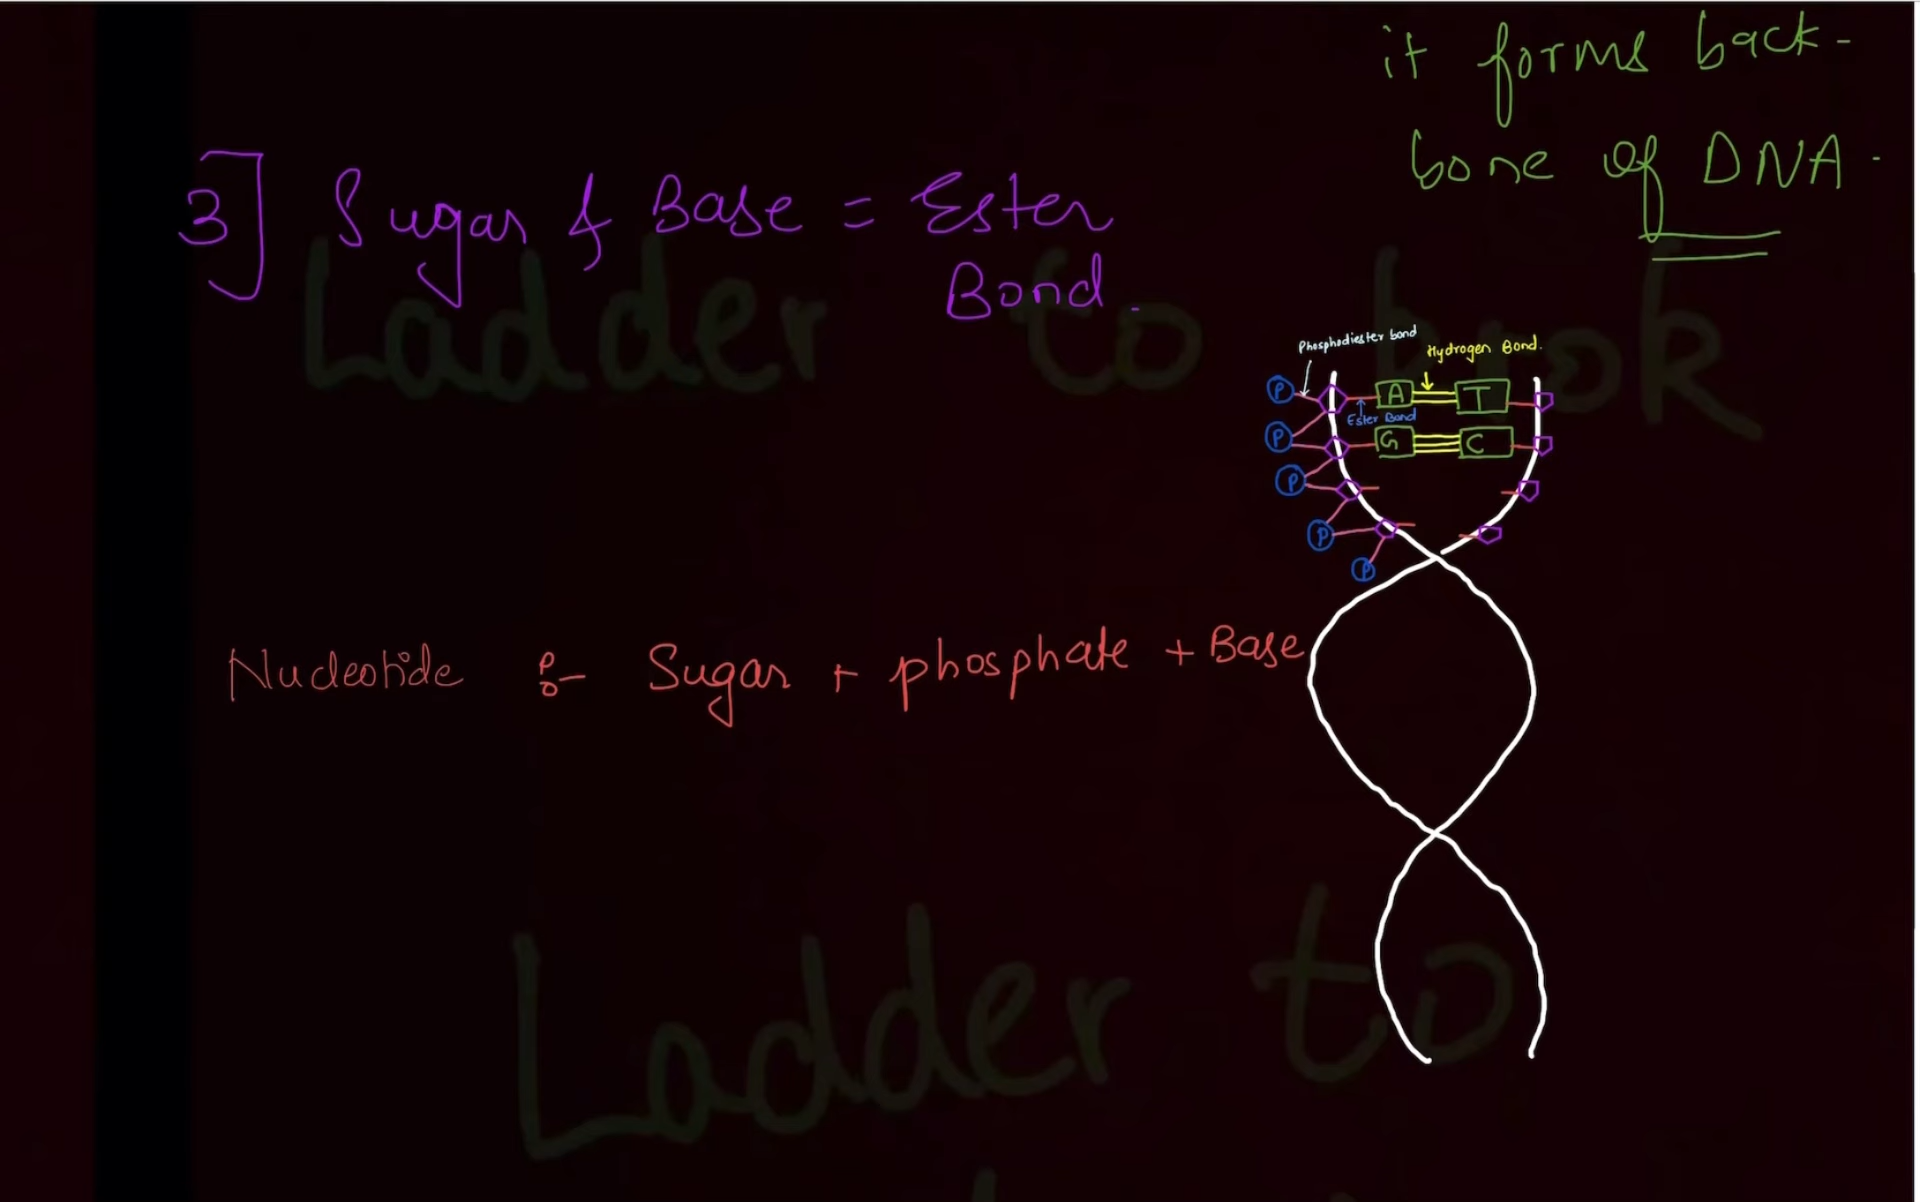 it forms back-
bone of DNA.
3] Sugar & Base = Ester
Bond.
Ladder to book
Phosphodiester bond
Hydrogen Bond.
P A T
Ester Bond
P G C
P
P
P
Nucleotide :- Sugar + phosphate + Base
Ladder to